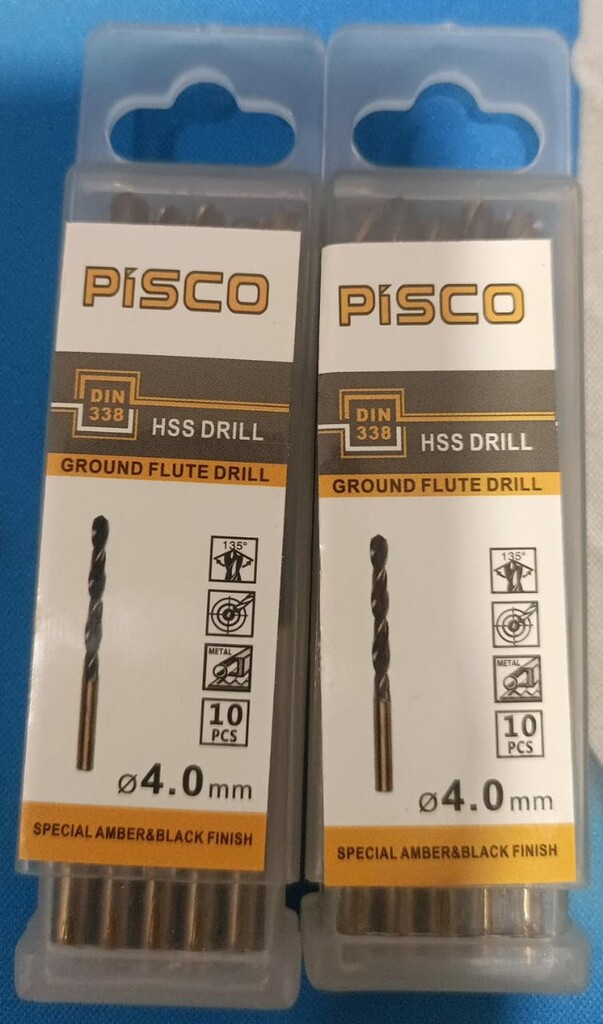 PiSCO
DIN
338
HSS DRILL
GROUND FLUTE DRILL
135°
METAL
10
PCS
ø4.0mm
SPECIAL AMBER&BLACK FINISH
PiSCO
DIN
338
HSS DRILL
GROUND FLUTE DRILL
135°
METAL
10
PCS
ø4.0mm
SPECIAL AMBER&BLACK FINISH